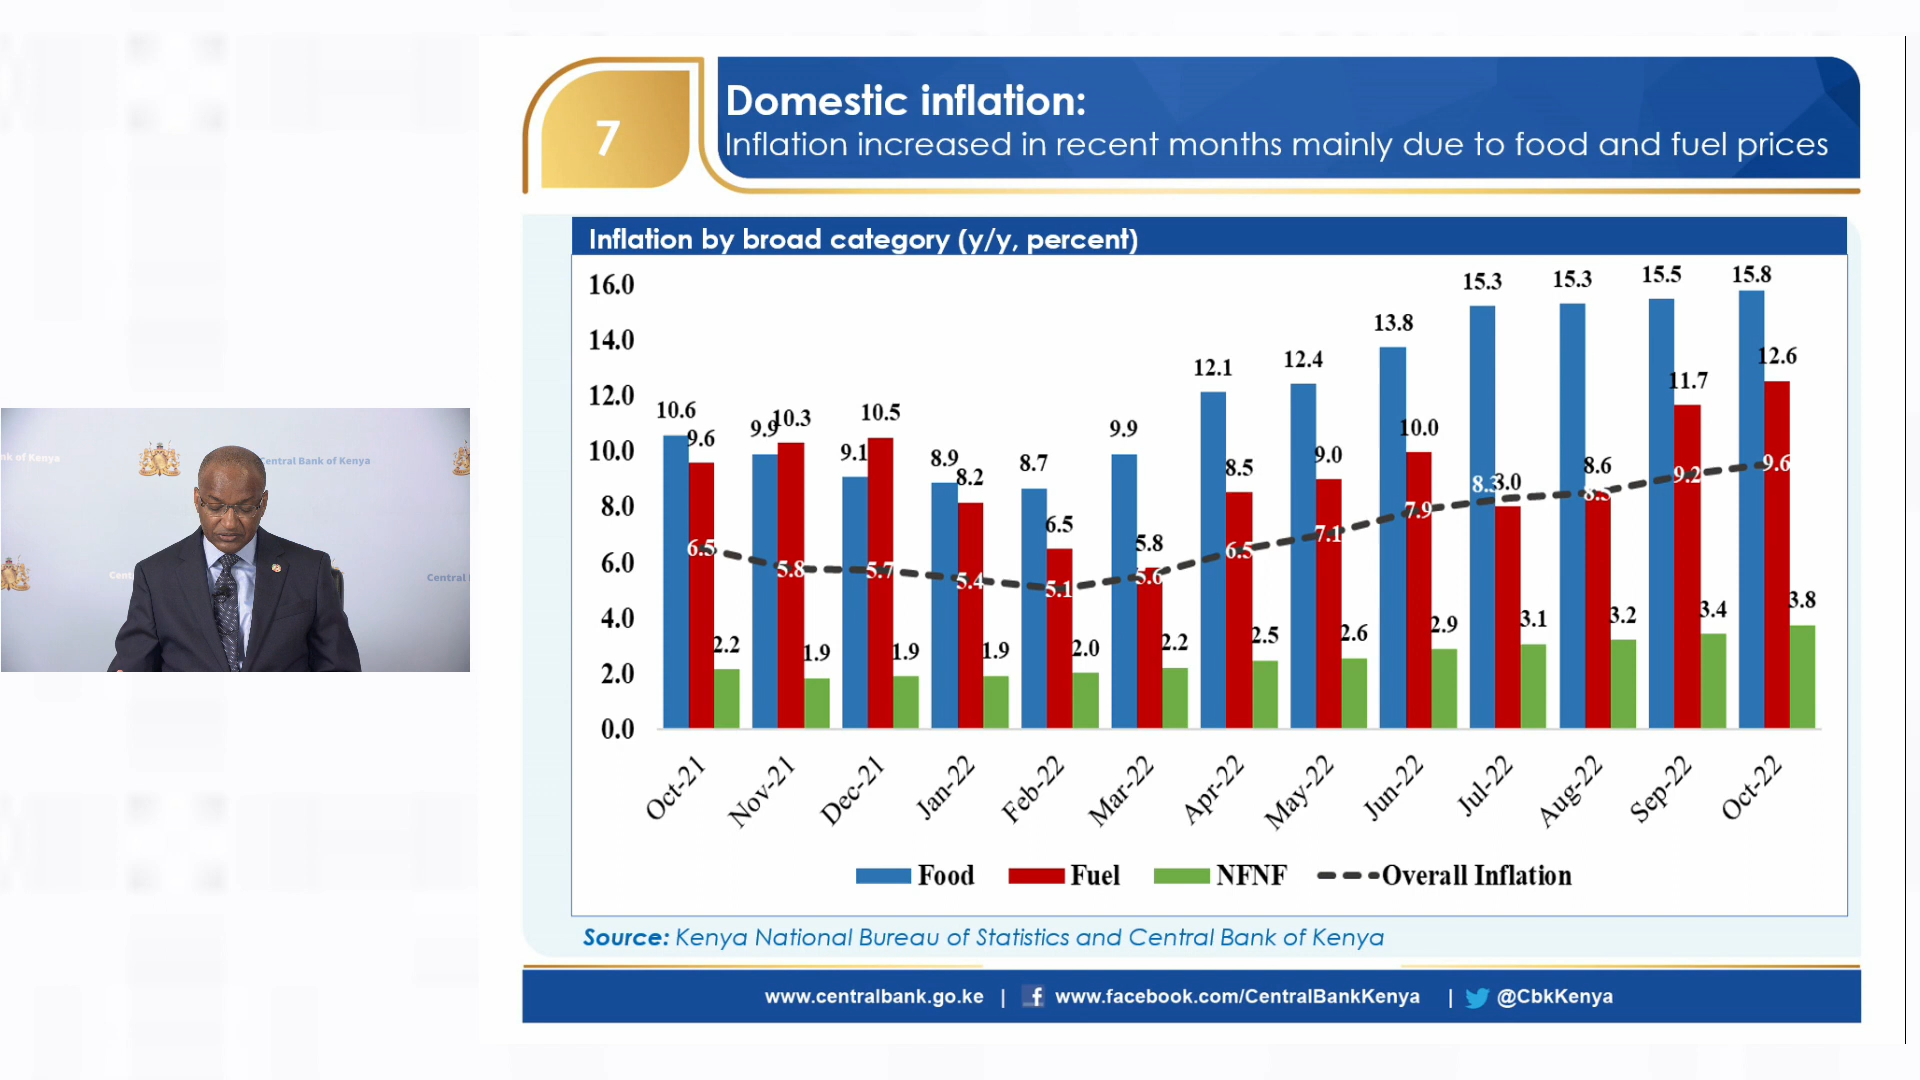 7
Domestic inflation:
Inflation increased in recent months mainly due to food and fuel prices
Inflation by broad category (y/y, percent)
16.0
14.0
12.0
10.0
8.0
6.0
4.0
2.0
0.0
10.6 9.9 9.1 8.9 8.7 9.9 12.1 12.4 13.8 15.3 15.3 15.5 15.8
9.6 10.3 10.5 8.2 6.5 5.8 8.5 9.0 10.0 8.6 11.7 12.6
6.5 5.8 5.7 5.4 5.1 5.6 6.5 7.1 7.9 8.3 8.5 9.2 9.6
2.2 1.9 1.9 1.9 2.0 2.2 2.5 2.6 2.9 3.1 3.2 3.4 3.8
Oct-21 Nov-21 Dec-21 Jan-22 Feb-22 Mar-22 Apr-22 May-22 Jun-22 Jul-22 Aug-22 Sep-22 Oct-22
Food Fuel NFNF Overall Inflation
Source: Kenya National Bureau of Statistics and Central Bank of Kenya
www.centralbank.go.ke | www.facebook.com/CentralBankKenya | @CbkKenya
nk of Kenya
Central Bank of Kenya
Cent
Central